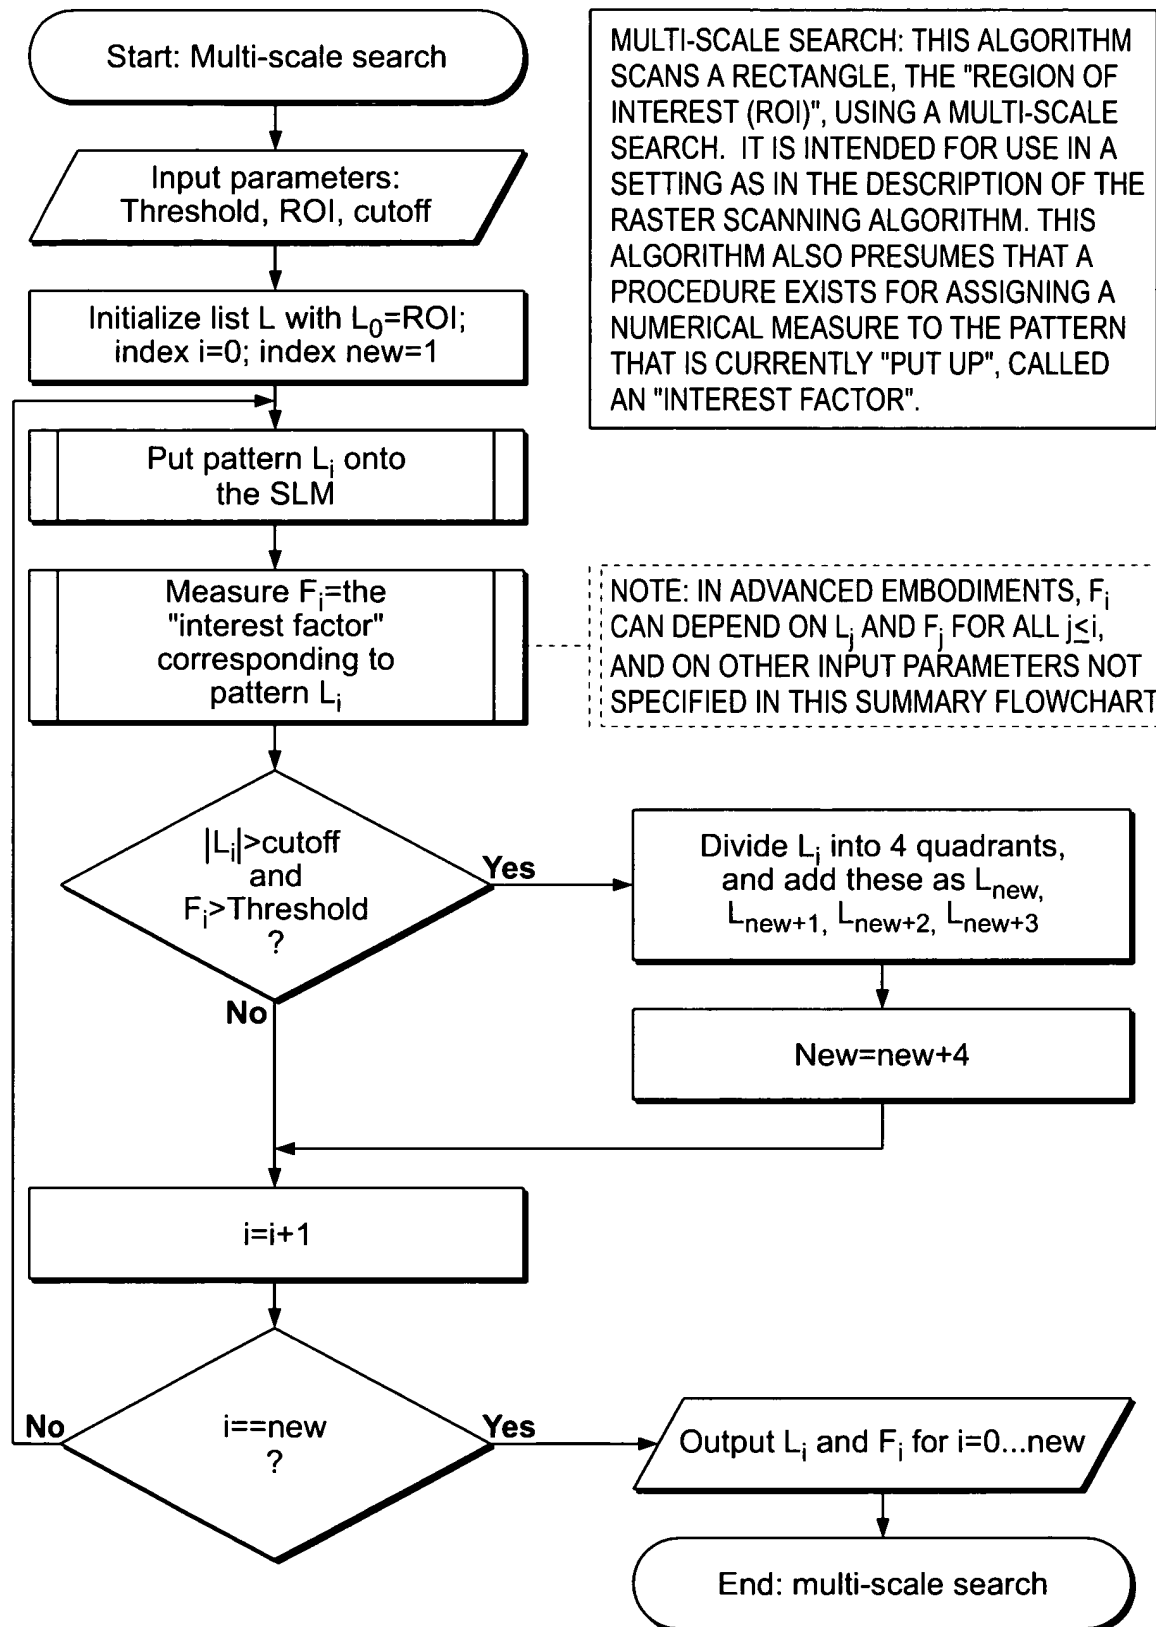 Start: Multi-scale search
Input parameters:
Threshold, ROI, cutoff
Initialize list L with L₀=ROI;
index i=0; index new=1
Put pattern Lᵢ onto
the SLM
Measure Fᵢ=the
"interest factor"
corresponding to
pattern Lᵢ
|Lᵢ|>cutoff
and
Fᵢ>Threshold
?
Yes
No
Divide Lᵢ into 4 quadrants,
and add these as L_new,
L_new+1, L_new+2, L_new+3
New=new+4
i=i+1
i==new
?
No
Yes
Output Lᵢ and Fᵢ for i=0...new
End: multi-scale search
MULTI-SCALE SEARCH: THIS ALGORITHM
SCANS A RECTANGLE, THE "REGION OF
INTEREST (ROI)", USING A MULTI-SCALE
SEARCH. IT IS INTENDED FOR USE IN A
SETTING AS IN THE DESCRIPTION OF THE
RASTER SCANNING ALGORITHM. THIS
ALGORITHM ALSO PRESUMES THAT A
PROCEDURE EXISTS FOR ASSIGNING A
NUMERICAL MEASURE TO THE PATTERN
THAT IS CURRENTLY "PUT UP", CALLED
AN "INTEREST FACTOR".
NOTE: IN ADVANCED EMBODIMENTS, Fᵢ
CAN DEPEND ON Lⱼ AND Fⱼ FOR ALL j≤i,
AND ON OTHER INPUT PARAMETERS NOT
SPECIFIED IN THIS SUMMARY FLOWCHART